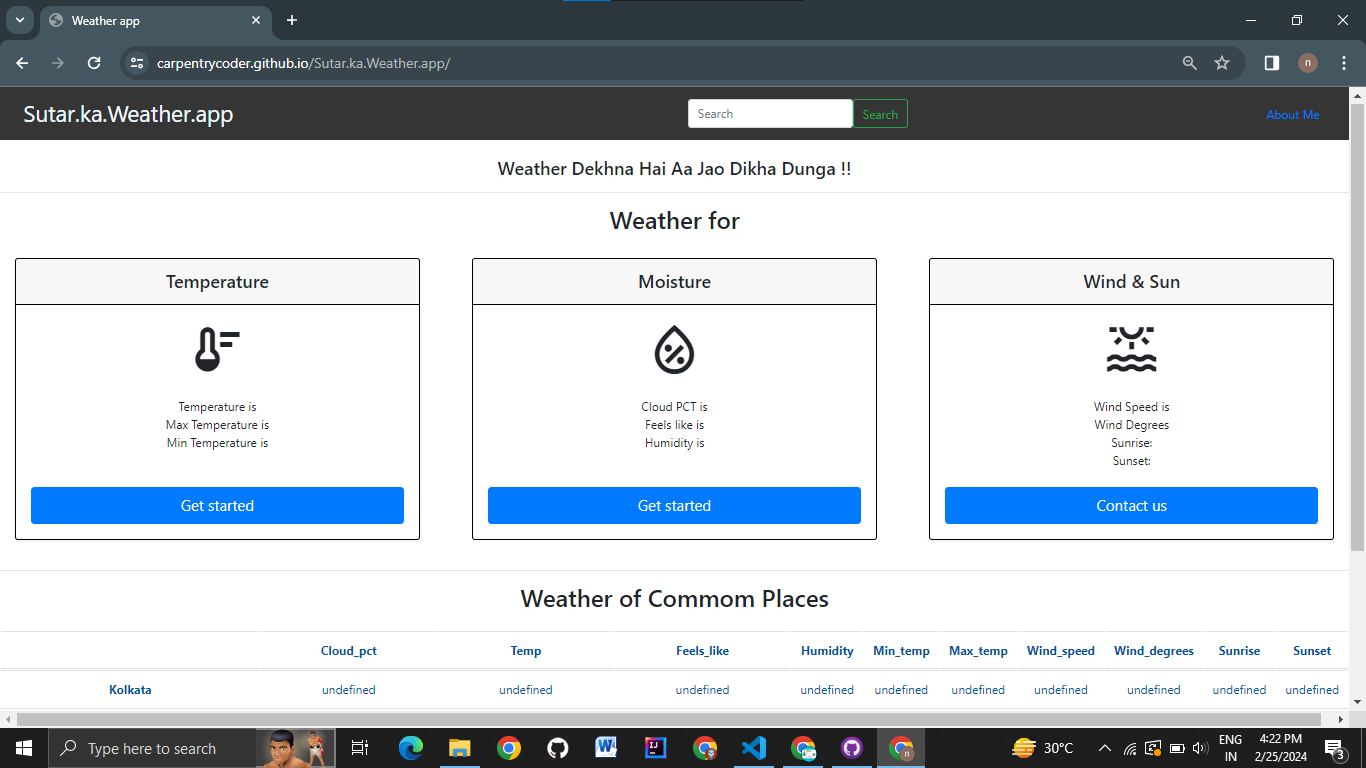 Weather app
carpentrycoder.github.io/Sutar.ka.Weather.app/
n
Sutar.ka.Weather.app
Search
Search
About Me
Weather Dekhna Hai Aa Jao Dikha Dunga !!
Weather for
Temperature
Temperature is
Max Temperature is
Min Temperature is
Get started
Moisture
Cloud PCT is
Feels like is
Humidity is
Get started
Wind & Sun
Wind Speed is
Wind Degrees
Sunrise:
Sunset:
Contact us
Weather of Commom Places
Cloud_pct Temp Feels_like Humidity Min_temp Max_temp Wind_speed Wind_degrees Sunrise Sunset
Kolkata undefined undefined undefined undefined undefined undefined undefined undefined undefined undefined
Type here to search
30°C
ENG
IN
4:22 PM
2/25/2024
3